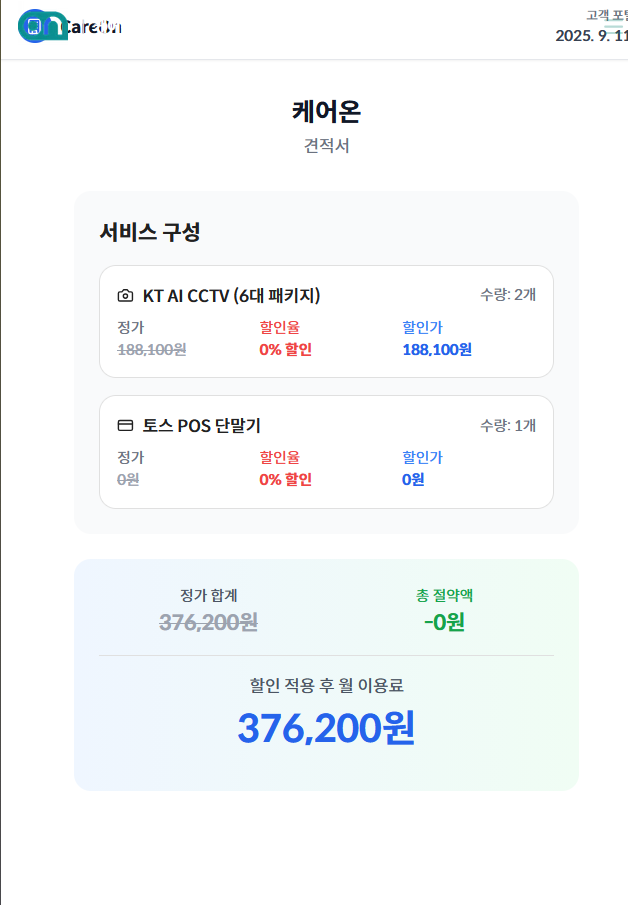 CareOn
고객 포털
2025. 9. 11
케어온
견적서
서비스 구성
KT AI CCTV (6대 패키지)
수량: 2개
정가
할인율
할인가
188,100원
0% 할인
188,100원
토스 POS 단말기
수량: 1개
정가
할인율
할인가
0원
0% 할인
0원
정가 합계
총 절약액
376,200원
-0원
할인 적용 후 월 이용료
376,200원